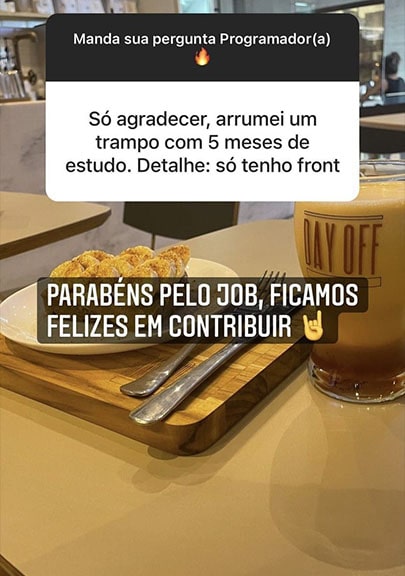 Manda sua pergunta Programador(a)
🔥
Só agradecer, arrumei um
trampo com 5 meses de
estudo. Detalhe: só tenho front
DAY OFF
PARABÉNS PELO JOB, FICAMOS
FELIZES EM CONTRIBUIR 🤘